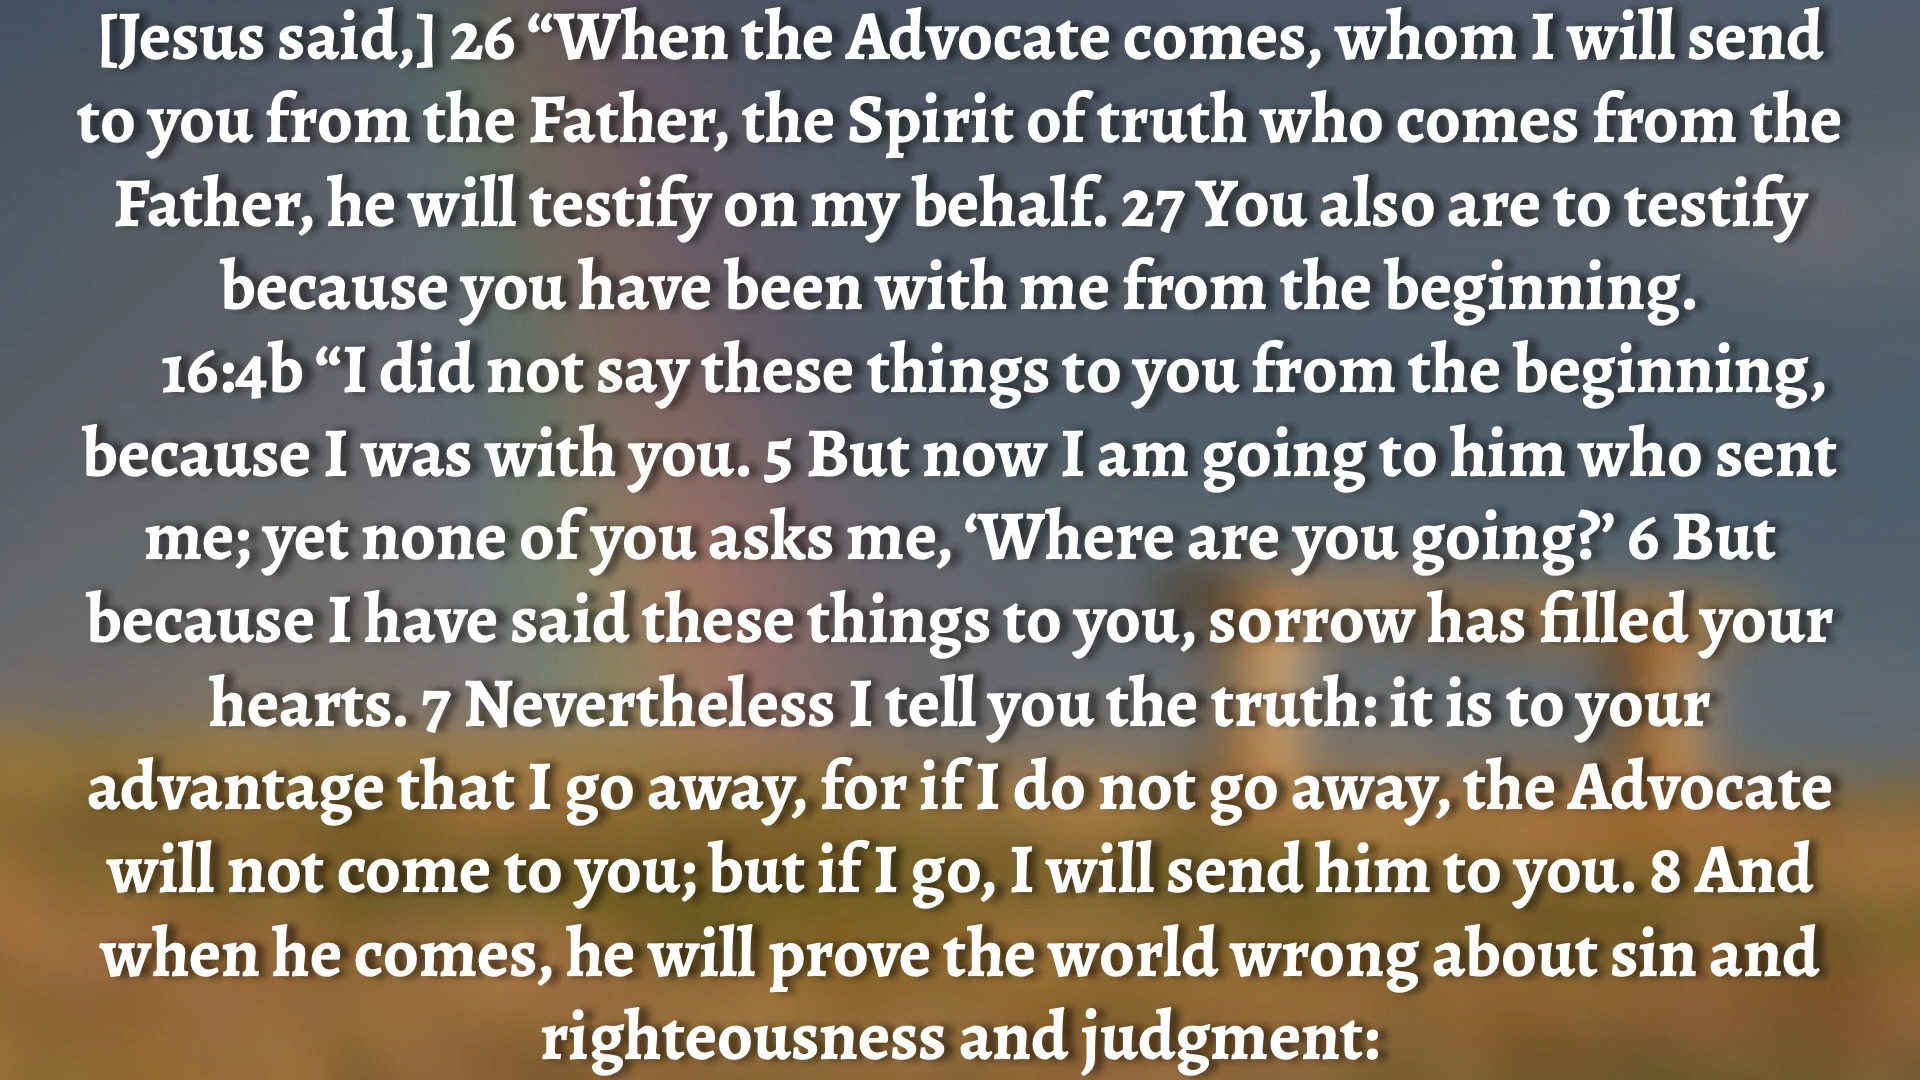 [Jesus said,] 26 “When the Advocate comes, whom I will send
to you from the Father, the Spirit of truth who comes from the
Father, he will testify on my behalf. 27 You also are to testify
because you have been with me from the beginning.
16:4b “I did not say these things to you from the beginning,
because I was with you. 5 But now I am going to him who sent
me; yet none of you asks me, ‘Where are you going?’ 6 But
because I have said these things to you, sorrow has filled your
hearts. 7 Nevertheless I tell you the truth: it is to your
advantage that I go away, for if I do not go away, the Advocate
will not come to you; but if I go, I will send him to you. 8 And
when he comes, he will prove the world wrong about sin and
righteousness and judgment: